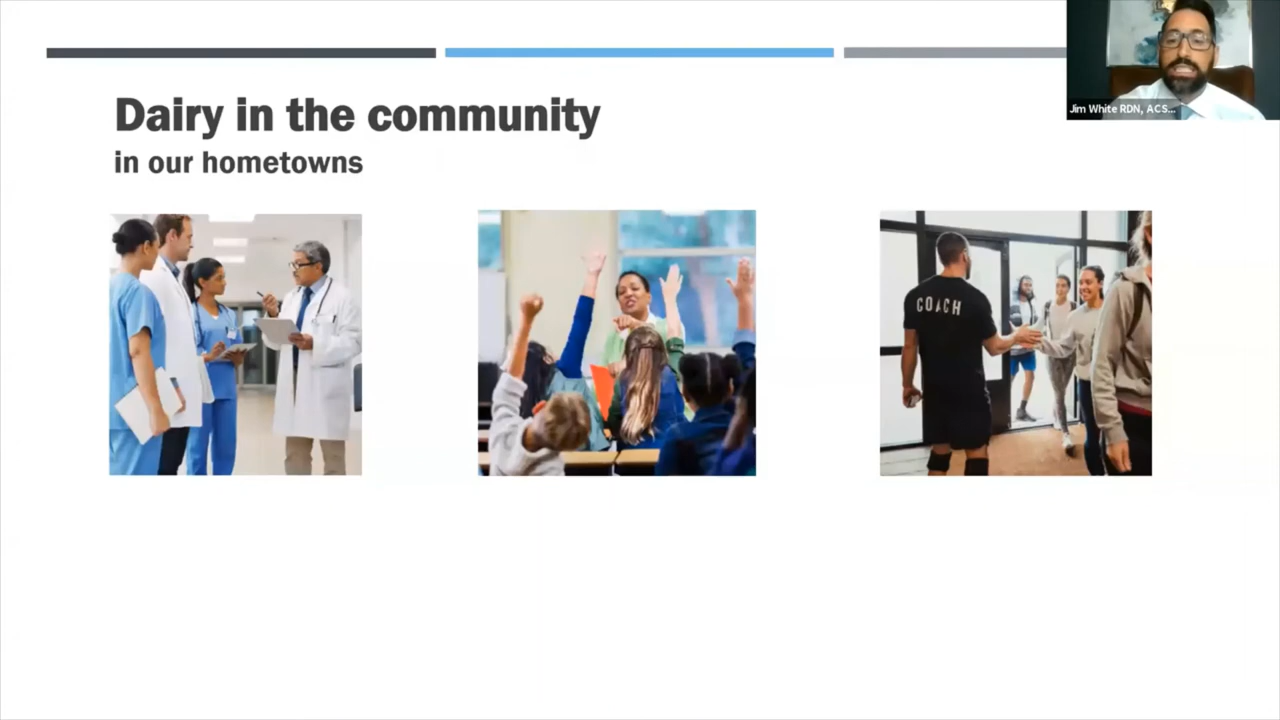 Dairy in the community
in our hometowns
Jim White RDN, ACS...
COACH